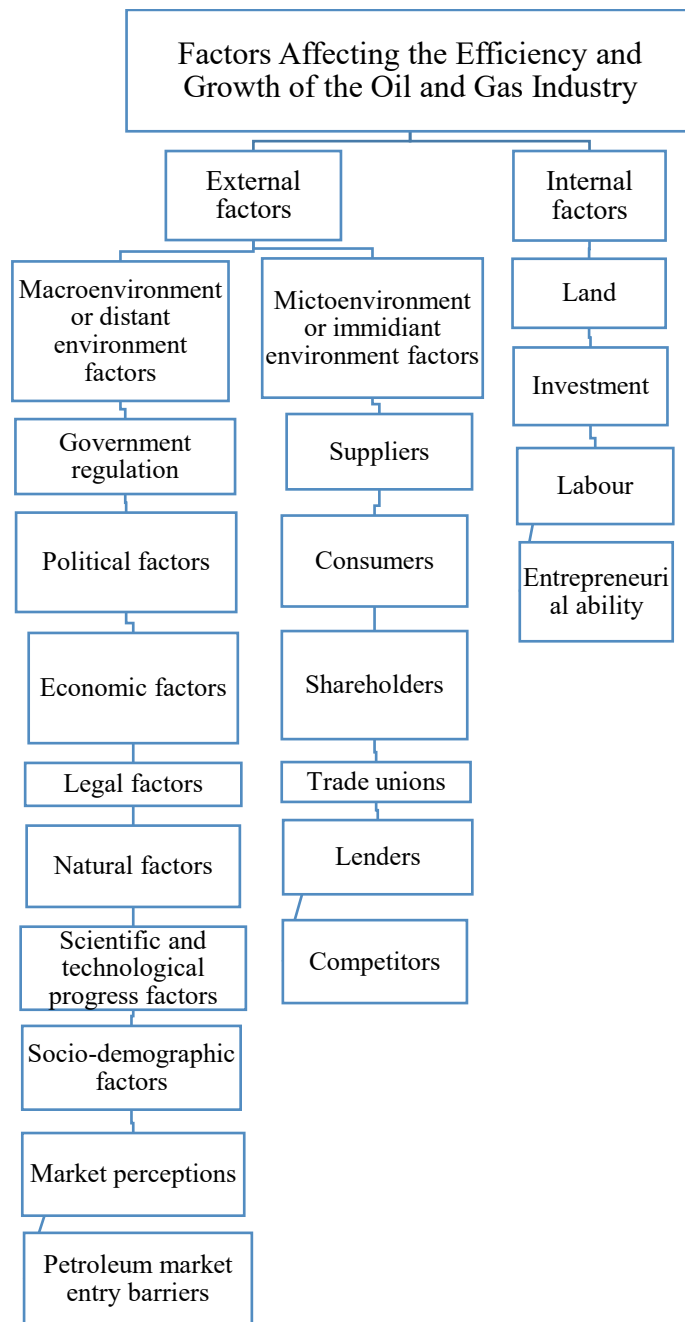 Factors Affecting the Efficiency and
Growth of the Oil and Gas Industry
External
factors
Internal
factors
Macroenvironment
or distant
environment
factors
Mictoenvironment
or immidiant
environment factors
Land
Investment
Labour
Entrepreneuri
al ability
Government
regulation
Political factors
Economic factors
Legal factors
Natural factors
Scientific and
technological
progress factors
Socio-demographic
factors
Market perceptions
Petroleum market
entry barriers
Suppliers
Consumers
Shareholders
Trade unions
Lenders
Competitors